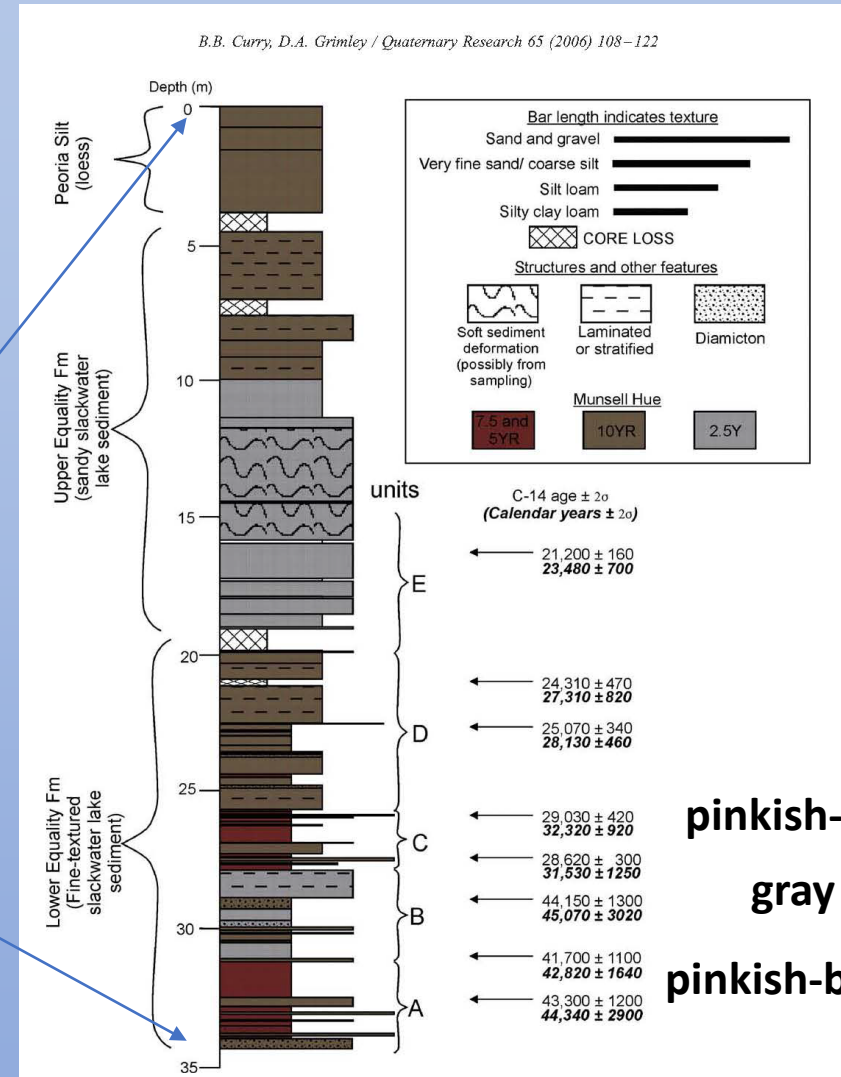 B.B. Curry, D.A. Grimley / Quaternary Research 65 (2006) 108–122
Depth (m)
0
5
10
15
20
25
30
35
Peoria Silt
(loess)
Upper Equality Fm
(sandy slackwater
lake sediment)
Lower Equality Fm
(Fine-textured
slackwater lake
sediment)
Bar length indicates texture
Sand and gravel
Very fine sand/ coarse silt
Silt loam
Silty clay loam
CORE LOSS
Structures and other features
Soft sediment
deformation
(possibly from
sampling)
Laminated
or stratified
Diamicton
Munsell Hue
7.5 and
5YR
10YR
2.5Y
units
E
D
C
B
A
C-14 age ± 2σ
(Calendar years ± 2σ)
21,200 ± 160
23,480 ± 700
24,310 ± 470
27,310 ± 820
25,070 ± 340
28,130 ± 460
29,030 ± 420
32,320 ± 920
28,620 ± 300
31,530 ± 1250
44,150 ± 1300
45,070 ± 3020
41,700 ± 1100
42,820 ± 1640
43,300 ± 1200
44,340 ± 2900
pinkish-
gray
pinkish-b